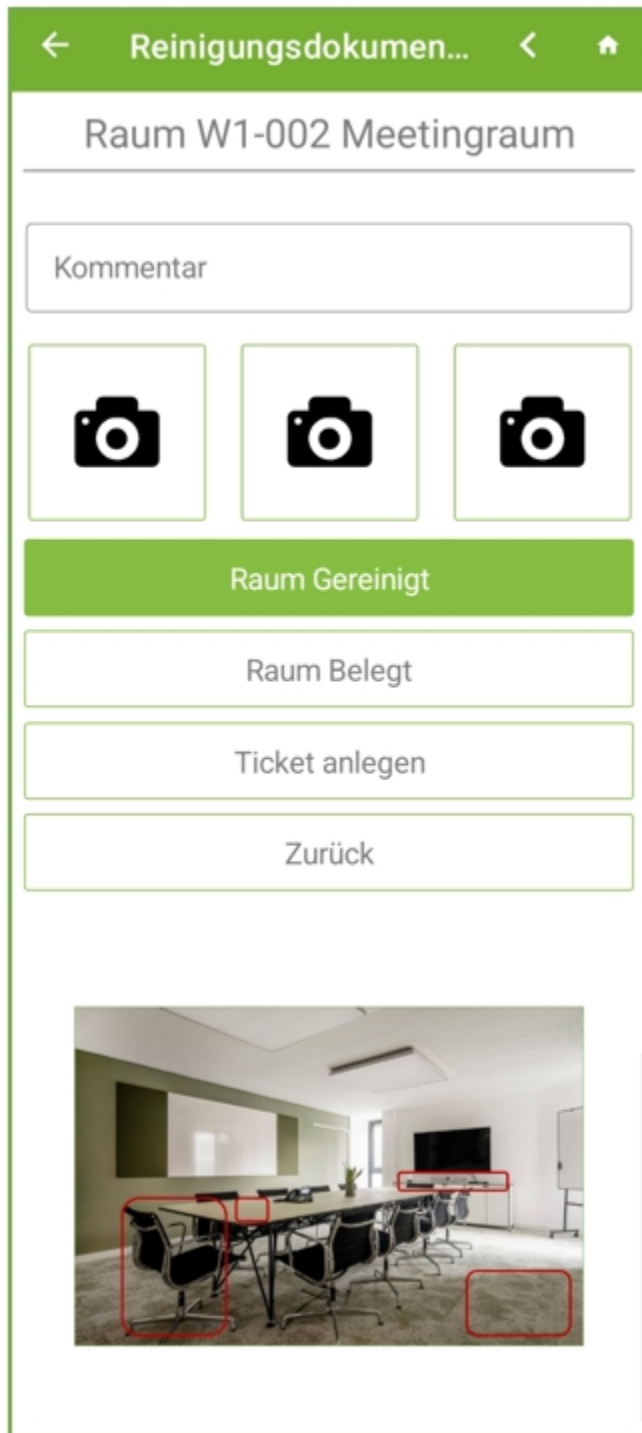 Reinigungsdokumen...
Raum W1-002 Meetingraum
Kommentar
Raum Gereinigt
Raum Belegt
Ticket anlegen
Zurück